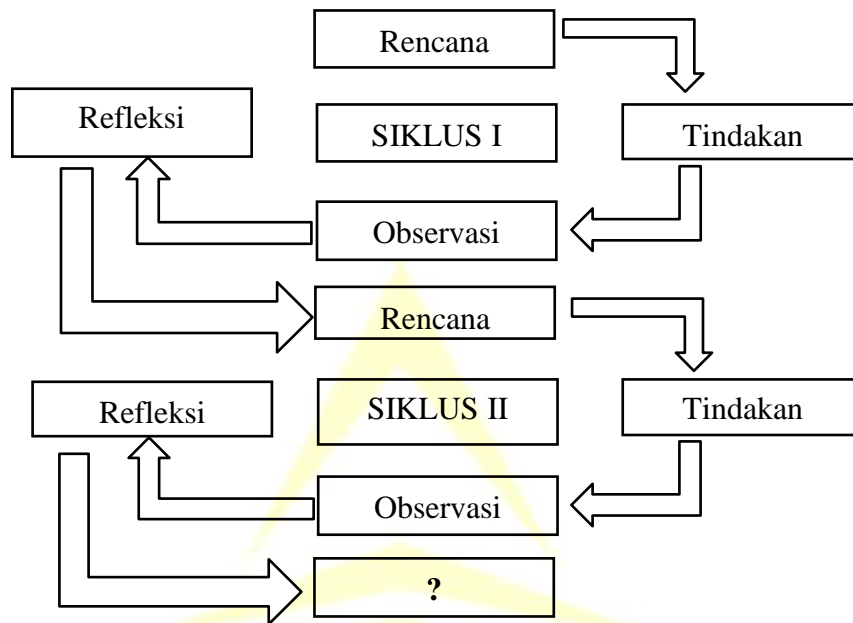 Rencana
Refleksi
SIKLUS I
Tindakan
Observasi
Rencana
Refleksi
SIKLUS II
Tindakan
Observasi
?